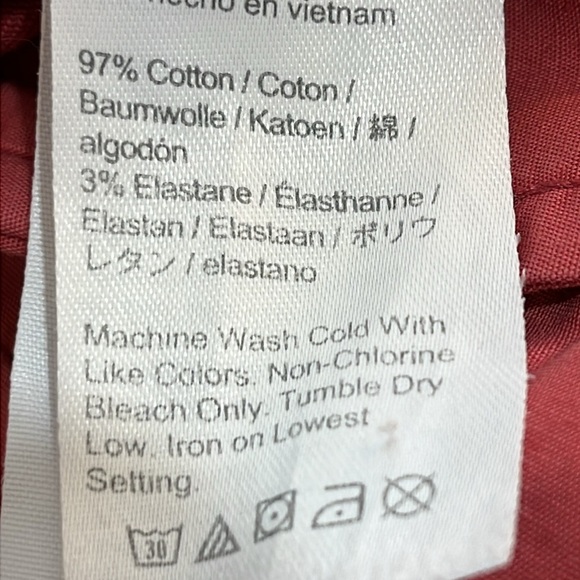 hecho en vietnam
97% Cotton / Coton /
Baumwolle / Katoen / 綿 /
algodón
3% Elastane / Élasthanne /
Elastan / Elastaan / ポリウ
レタン / elastano
Machine Wash Cold With
Like Colors. Non-Chlorine
Bleach Only. Tumble Dry
Low. Iron on Lowest
Setting.
30